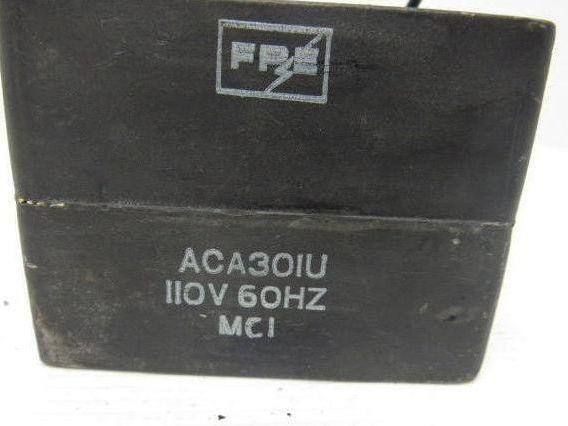 FPE
ACA301U
110V 60HZ
MC1